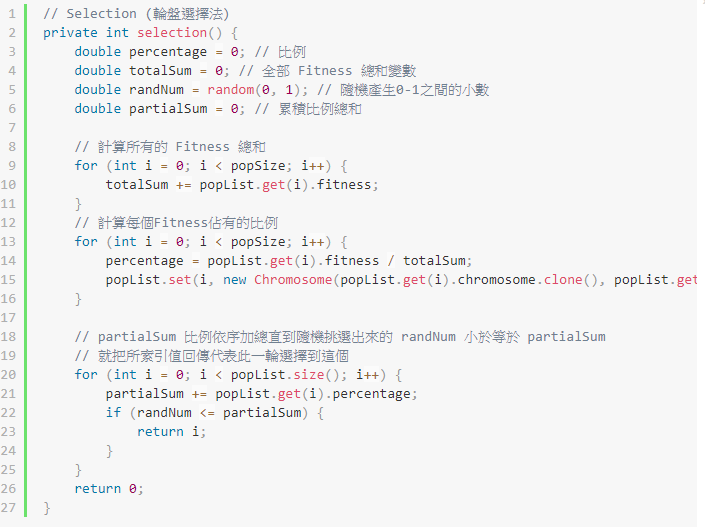 1 // Selection (輪盤選擇法)
2 private int selection() {
3 double percentage = 0; // 比例
4 double totalSum = 0; // 全部 Fitness 總和變數
5 double randNum = random(0, 1); // 隨機產生0-1之間的小數
6 double partialSum = 0; // 累積比例總和
7
8 // 計算所有的 Fitness 總和
9 for (int i = 0; i < popSize; i++) {
10 totalSum += popList.get(i).fitness;
11 }
12 // 計算每個Fitness佔有的比例
13 for (int i = 0; i < popSize; i++) {
14 percentage = popList.get(i).fitness / totalSum;
15 popList.set(i, new Chromosome(popList.get(i).chromosome.clone(), popList.get
16 }
17
18 // partialSum 比例依序加總直到隨機挑選出來的 randNum 小於等於 partialSum
19 // 就把所索引值回傳代表此一輪選擇到這個
20 for (int i = 0; i < popList.size(); i++) {
21 partialSum += popList.get(i).percentage;
22 if (randNum <= partialSum) {
23 return i;
24 }
25 }
26 return 0;
27 }